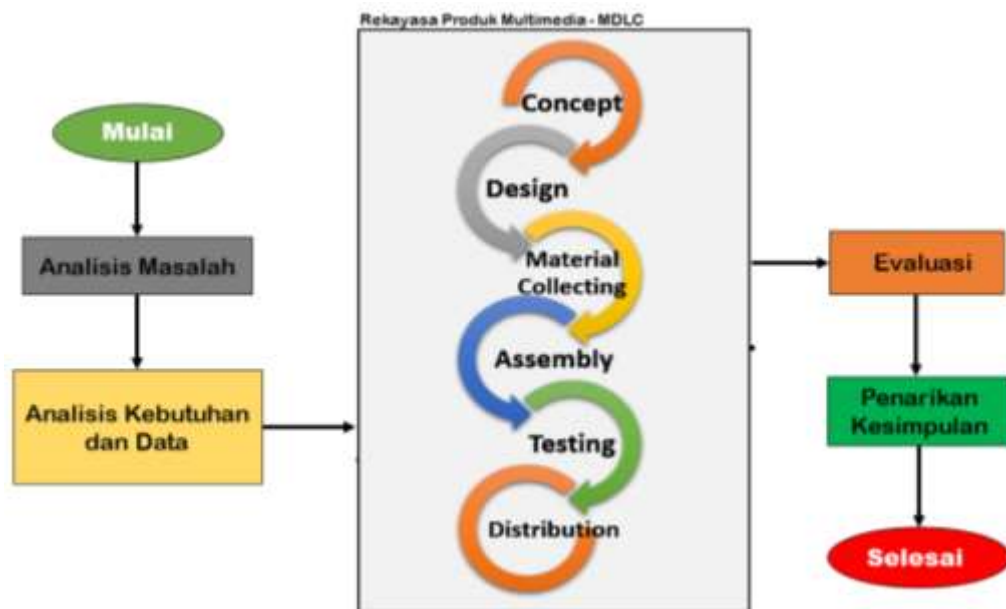 Rekayasa Produk Multimedia - MDLC
Mulai
Analisis Masalah
Analisis Kebutuhan
dan Data
Concept
Design
Material
Collecting
Assembly
Testing
Distribution
Evaluasi
Penarikan
Kesimpulan
Selesai